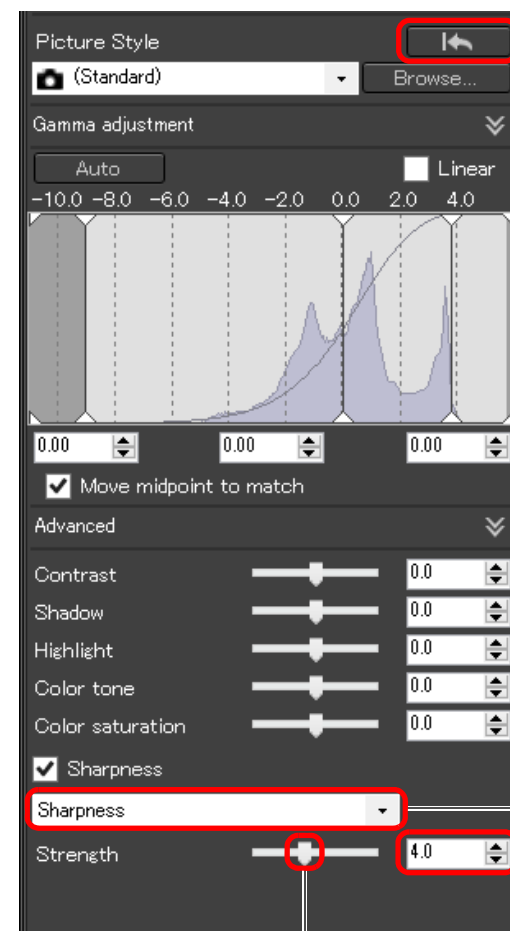 Picture Style
(Standard) Browse...
Gamma adjustment
Auto Linear
-10.0 -8.0 -6.0 -4.0 -2.0 0.0 2.0 4.0
0.00 0.00 0.00
Move midpoint to match
Advanced
Contrast 0.0
Shadow 0.0
Highlight 0.0
Color tone 0.0
Color saturation 0.0
Sharpness
Sharpness
Strength 4.0